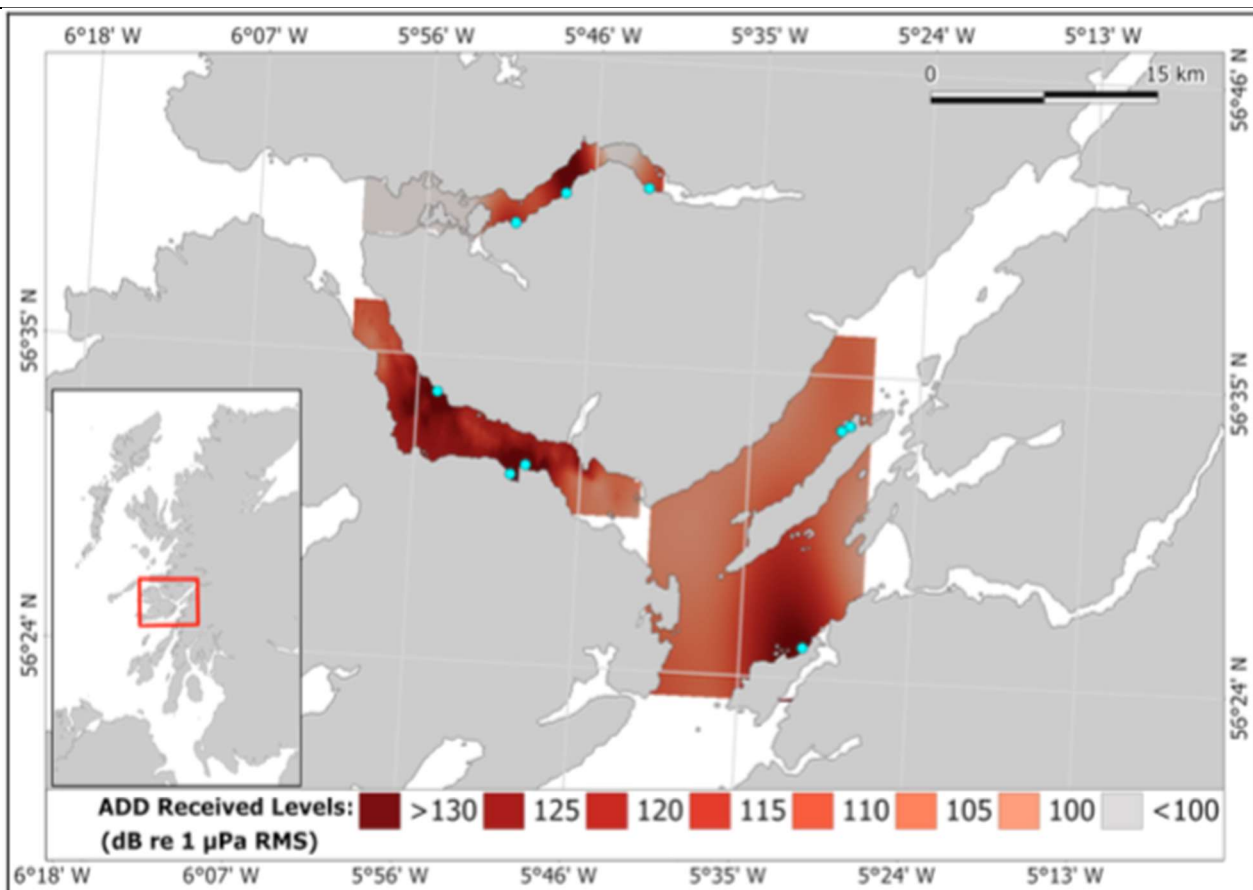 6°18' W 6°07' W 5°56' W 5°46' W 5°35' W 5°24' W 5°13' W
0 15 km
56°46' N
56°35' N
56°35' N
56°24' N
56°24' N
ADD Received Levels: >130 125 120 115 110 105 100 <100
(dB re 1 µPa RMS)
6°18' W 6°07' W 5°56' W 5°46' W 5°35' W 5°24' W 5°13' W